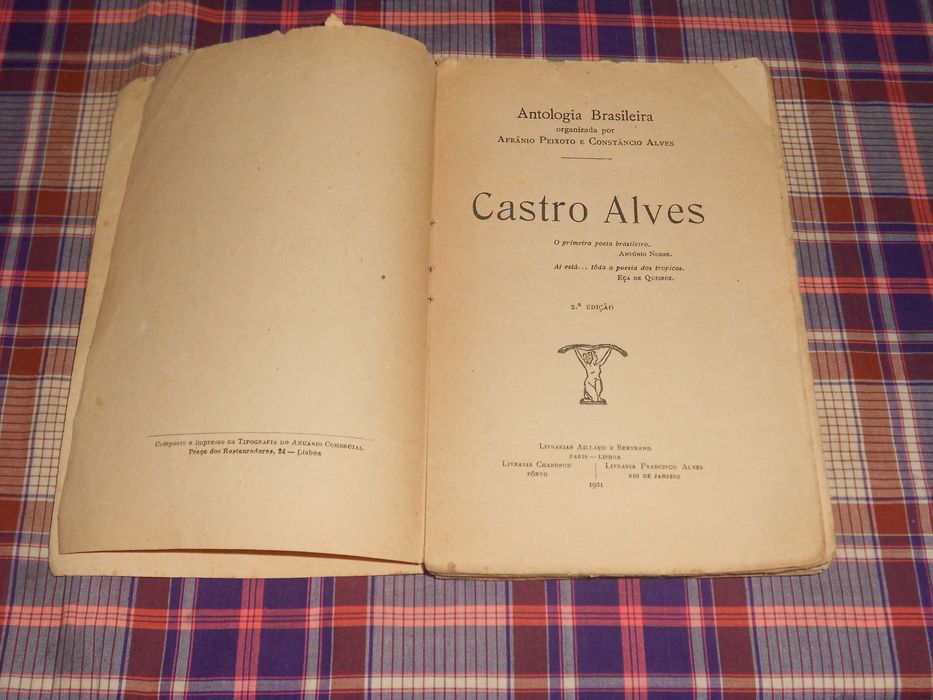 Composto e impresso na TIPOGRAFIA DO ANUÁRIO COMERCIAL
Praça dos Restauradores, 24 — Lisboa
Antologia Brasileira
organizada por
AFRÂNIO PEIXOTO E CONSTÂNCIO ALVES
Castro Alves
O primeiro poeta brasileiro.
ANTÓNIO NOBRE.
Aí está... tôda a poesia dos trópicos.
EÇA DE QUEIROZ.
2.ª EDIÇÃO
LIVRARIAS AILLAUD E BERTRAND
PARIS — LISBOA
LIVRARIA CHARDRON
PÔRTO
LIVRARIA FRANCISCO ALVES
RIO DE JANEIRO
1921